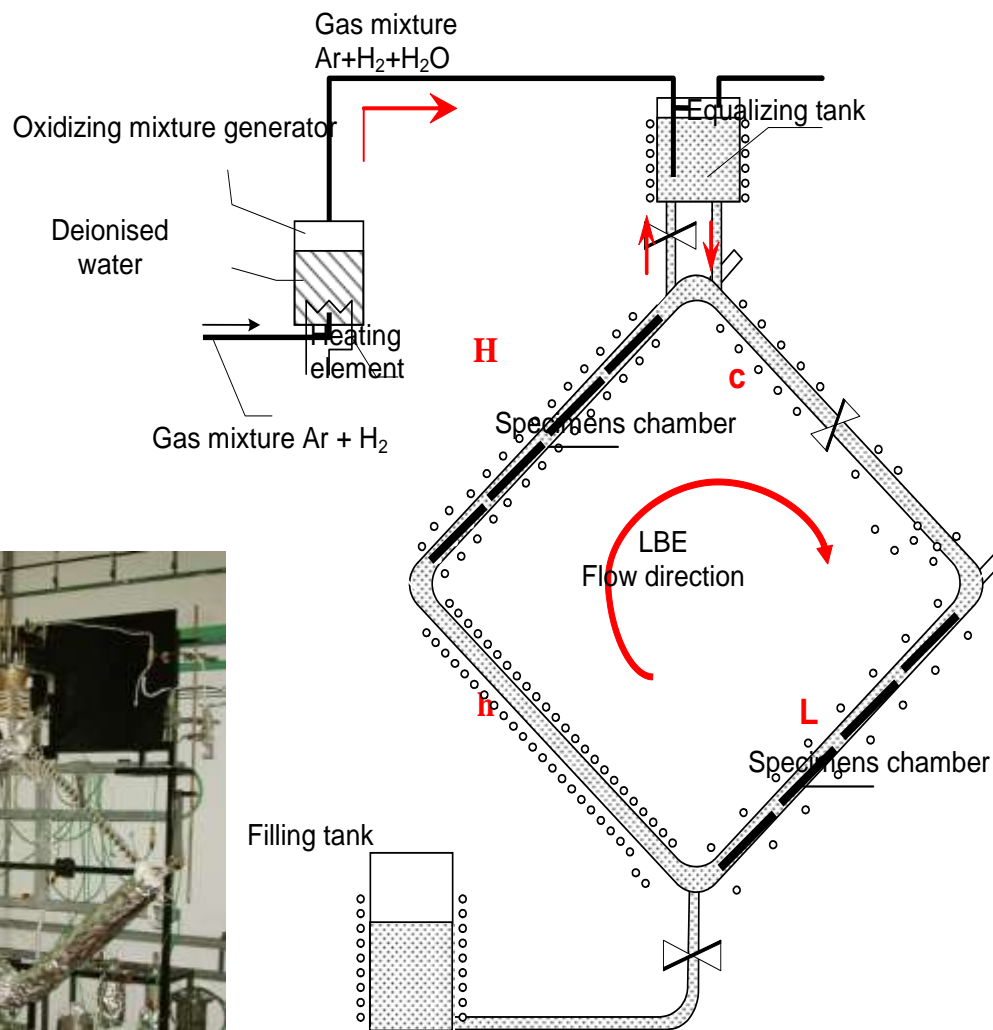 Gas mixture
Ar+H₂+H₂O
Oxidizing mixture generator
Equalizing tank
Deionised
water
Heating
element
Gas mixture Ar + H₂
H
c
Specimens chamber
LBE
Flow direction
h
L
Specimens chamber
Filling tank